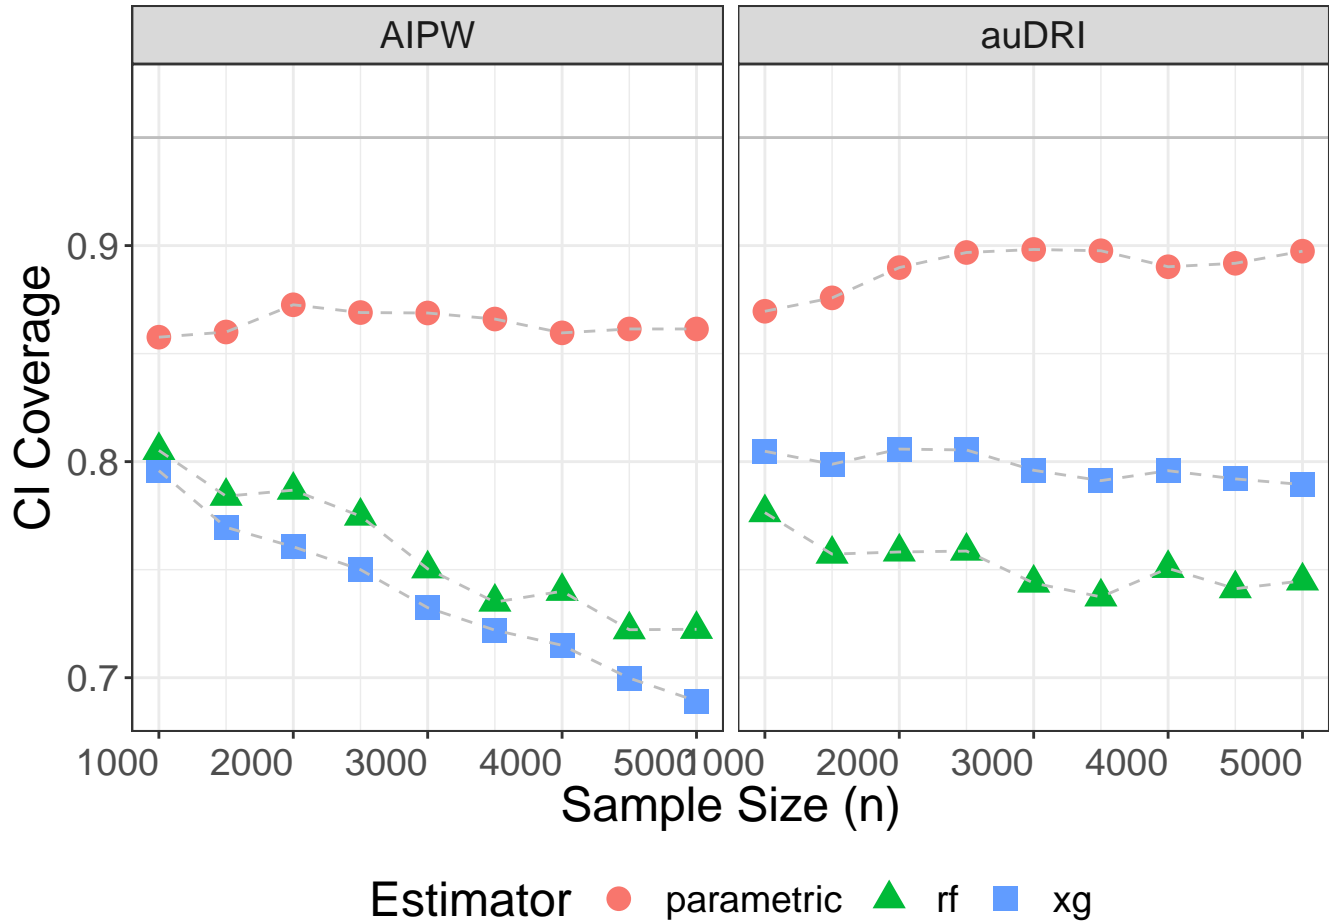 AIPW auDRI
CI Coverage
0.9
0.8
0.7
1000 2000 3000 4000 5000 1000 2000 3000 4000 5000
Sample Size (n)
Estimator parametric rf xg